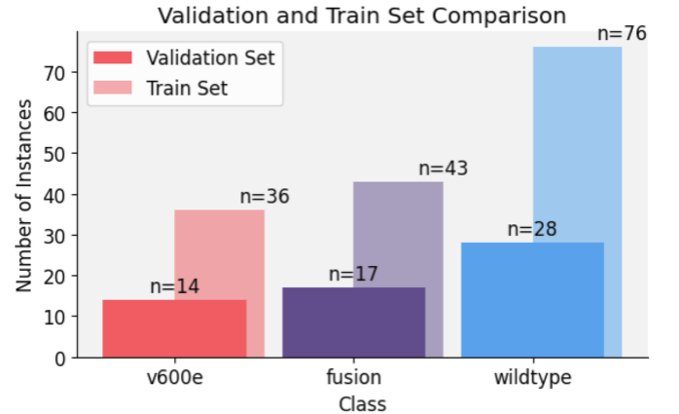 Validation and Train Set Comparison
Validation Set
Train Set
Number of Instances
70
60
50
40
30
20
10
0
n=14
n=36
n=17
n=43
n=28
n=76
v600e
fusion
wildtype
Class